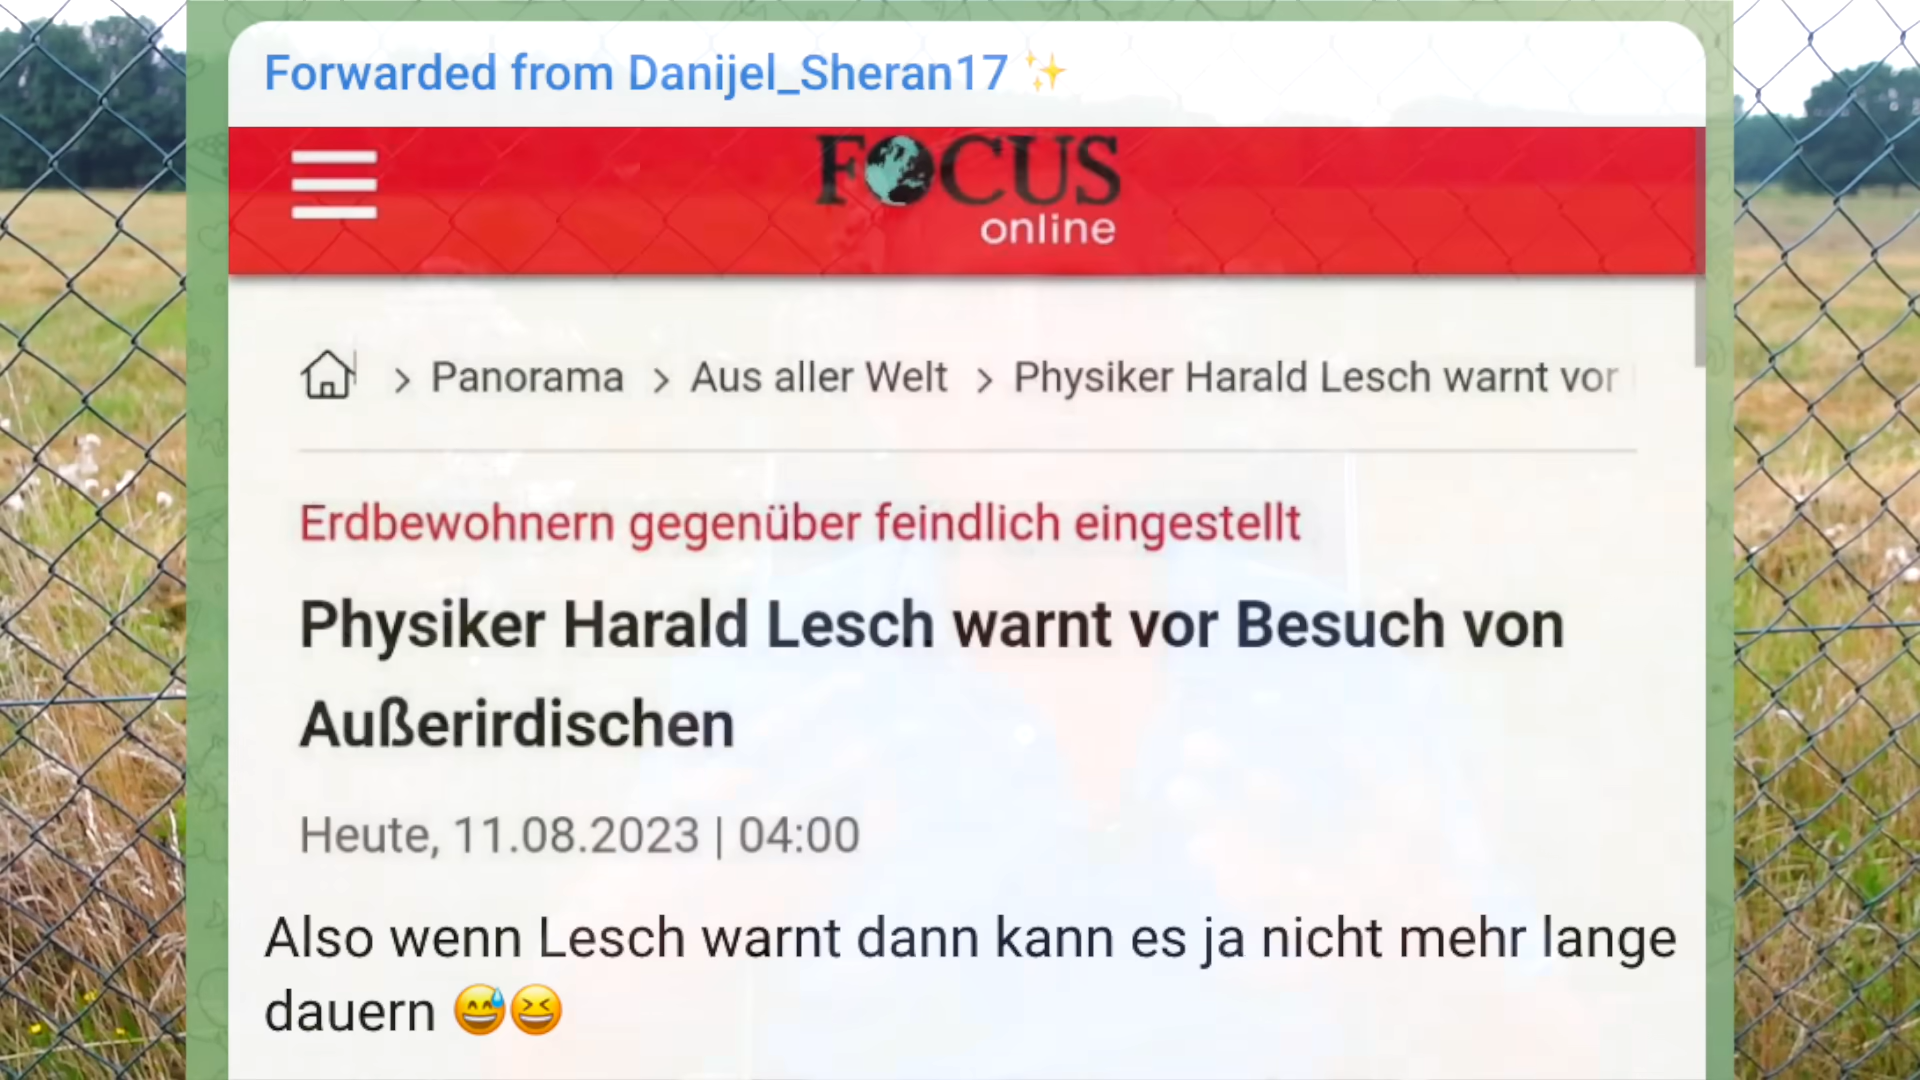 Forwarded from Danijel_Sheran17 ✨
FOCUS
online
> Panorama > Aus aller Welt > Physiker Harald Lesch warnt vor
Erdbewohnern gegenüber feindlich eingestellt
Physiker Harald Lesch warnt vor Besuch von
Außerirdischen
Heute, 11.08.2023 | 04:00
Also wenn Lesch warnt dann kann es ja nicht mehr lange
dauern 😅😆